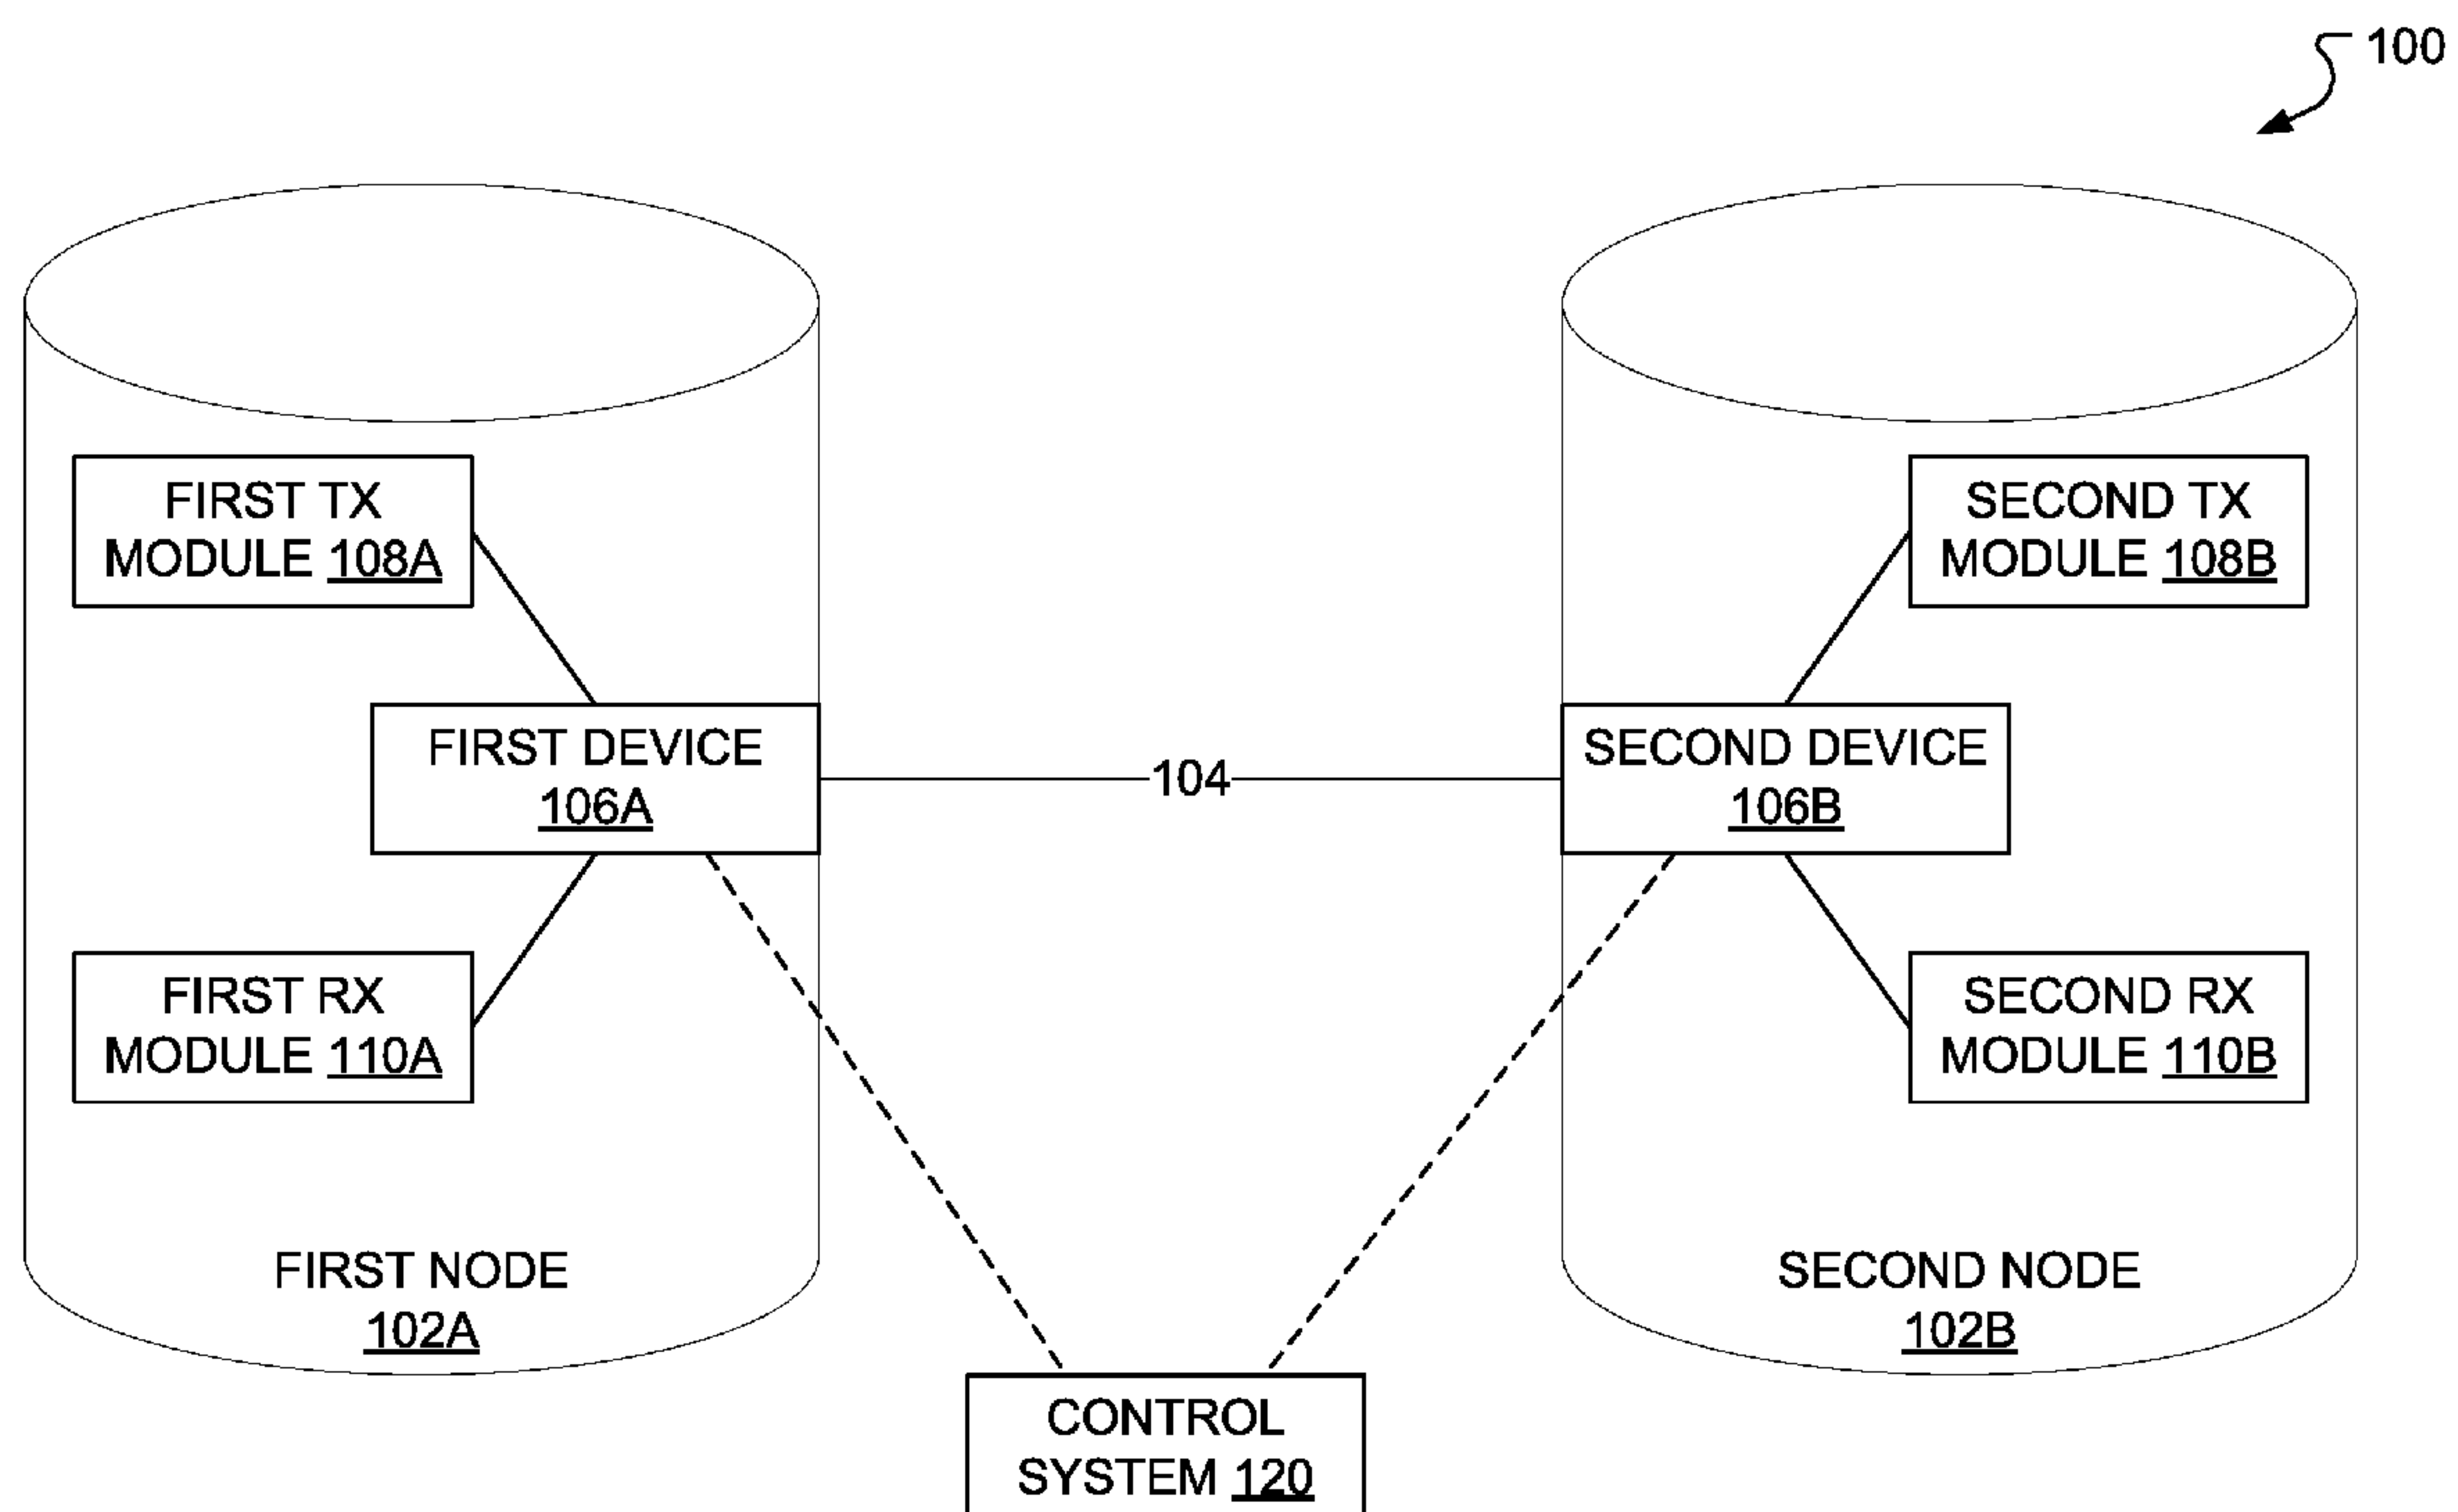 100
FIRST TX
MODULE 108A
SECOND TX
MODULE 108B
FIRST DEVICE
106A
104
SECOND DEVICE
106B
FIRST RX
MODULE 110A
SECOND RX
MODULE 110B
FIRST NODE
102A
SECOND NODE
102B
CONTROL
SYSTEM 120